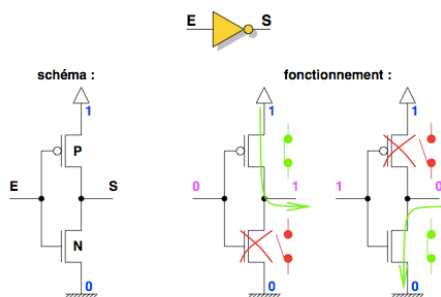 E S
schéma : fonctionnement :
1 1 1
P
E S 0 1 1 0
N
0 0 0